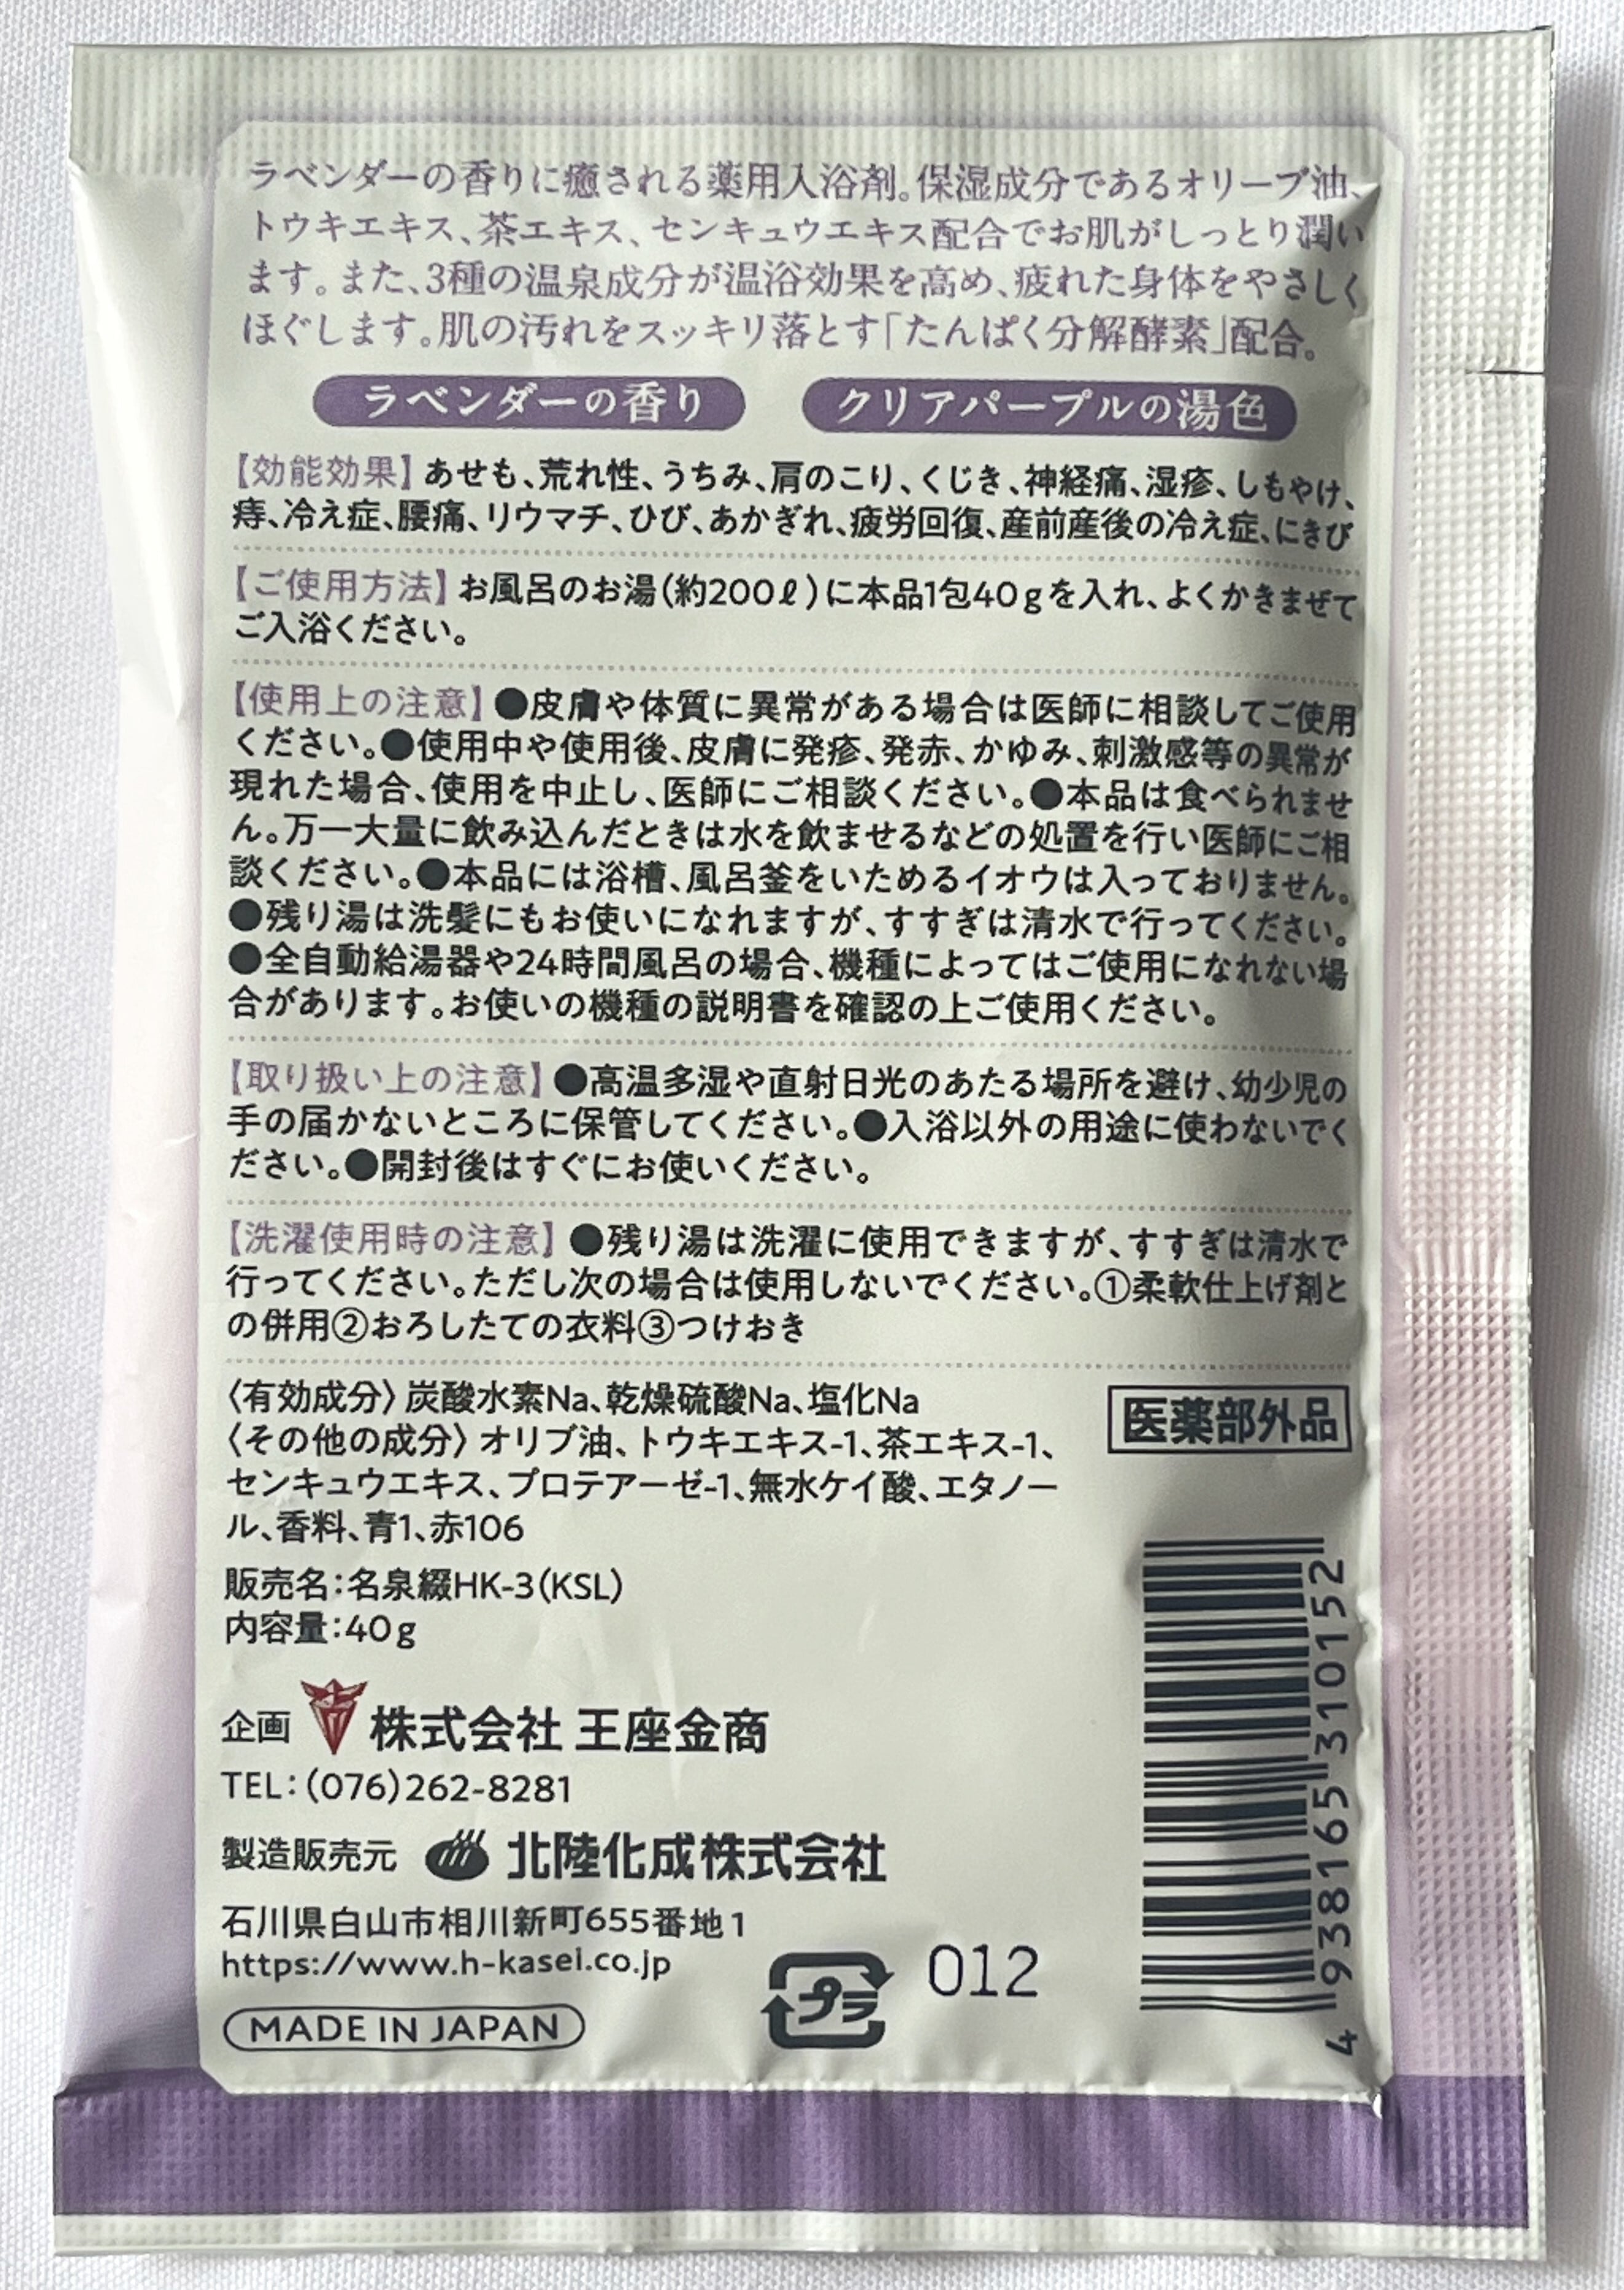 ラベンダーの香りに癒される薬用入浴剤。保湿成分であるオリーブ油、
トウキエキス、茶エキス、センキュウエキス配合でお肌がしっとり潤い
ます。また、3種の温泉成分が温浴効果を高め、疲れた身体をやさしく
ほぐします。肌の汚れをスッキリ落とす「たんぱく分解酵素」配合。
ラベンダーの香り クリアパープルの湯色
【効能効果】あせも、荒れ性、うちみ、肩のこり、くじき、神経痛、湿疹、しもやけ、
痔、冷え症、腰痛、リウマチ、ひび、あかぎれ、疲労回復、産前産後の冷え症、にきび
【ご使用方法】お風呂のお湯(約200ℓ)に本品1包40gを入れ、よくかきまぜて
ご入浴ください。
【使用上の注意】●皮膚や体質に異常がある場合は医師に相談してご使用
ください。●使用中や使用後、皮膚に発疹、発赤、かゆみ、刺激感等の異常が
現れた場合、使用を中止し、医師にご相談ください。●本品は食べられませ
ん。万一大量に飲み込んだときは水を飲ませるなどの処置を行い医師にご相
談ください。●本品には浴槽、風呂釜をいためるイオウは入っておりません。
●残り湯は洗髪にもお使いになれますが、すすぎは清水で行ってください。
●全自動給湯器や24時間風呂の場合、機種によってはご使用になれない場
合があります。お使いの機種の説明書を確認の上ご使用ください。
【取り扱い上の注意】●高温多湿や直射日光のあたる場所を避け、幼少児の
手の届かないところに保管してください。●入浴以外の用途に使わないでく
ださい。●開封後はすぐにお使いください。
【洗濯使用時の注意】●残り湯は洗濯に使用できますが、すすぎは清水で
行ってください。ただし次の場合は使用しないでください。①柔軟仕上げ剤と
の併用②おろしたての衣料③つけおき
〈有効成分〉炭酸水素Na、乾燥硫酸Na、塩化Na
〈その他の成分〉オリブ油、トウキエキス-1、茶エキス-1、
センキュウエキス、プロテアーゼ-1、無水ケイ酸、エタノー
ル、香料、青1、赤106
医薬部外品
販売名:名泉綴HK-3(KSL)
内容量:40g
企画 株式会社 王座金商
TEL:(076)262-8281
製造販売元 北陸化成株式会社
石川県白山市相川新町655番地1
https://www.h-kasei.co.jp
MADE IN JAPAN
プラ
012
4 938165 310152